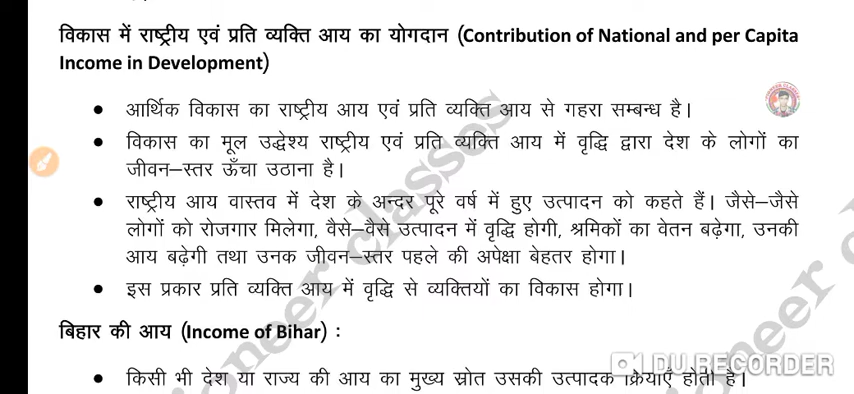 विकास में राष्ट्रीय एवं प्रति व्यक्ति आय का योगदान (Contribution of National and per Capita
Income in Development)
• आर्थिक विकास का राष्ट्रीय आय एवं प्रति व्यक्ति आय से गहरा सम्बन्ध है।
• विकास का मूल उद्धेश्य राष्ट्रीय एवं प्रति व्यक्ति आय में वृद्धि द्वारा देश के लोगों का
जीवन–स्तर ऊँचा उठाना है।
• राष्ट्रीय आय वास्तव में देश के अन्दर पूरे वर्ष में हुए उत्पादन को कहते हैं। जैसे–जैसे
लोगों को रोजगार मिलेगा, वैसे–वैसे उत्पादन में वृद्धि होगी, श्रमिकों का वेतन बढ़ेगा, उनकी
आय बढ़ेगी तथा उनक जीवन–स्तर पहले की अपेक्षा बेहतर होगा।
• इस प्रकार प्रति व्यक्ति आय में वृद्धि से व्यक्तियों का विकास होगा।
बिहार की आय (Income of Bihar) :
• किसी भी देश या राज्य की आय का मुख्य स्रोत उसकी उत्पादक क्रियाएँ होती है।
DU RECORDER
oneer classes